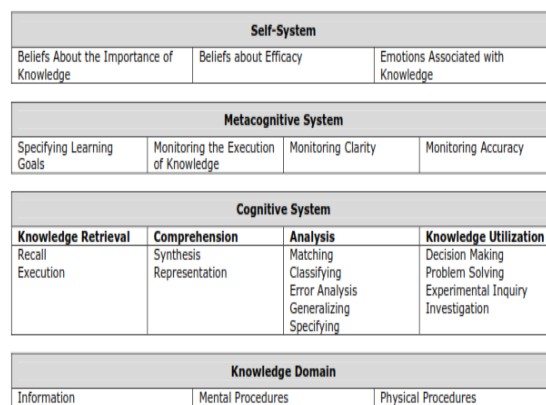 Self-System
Beliefs About the Importance of Knowledge
Beliefs about Efficacy
Emotions Associated with Knowledge
Metacognitive System
Specifying Learning Goals
Monitoring the Execution of Knowledge
Monitoring Clarity
Monitoring Accuracy
Cognitive System
Knowledge Retrieval
Comprehension
Analysis
Knowledge Utilization
Recall
Execution
Synthesis
Representation
Matching
Classifying
Error Analysis
Generalizing
Specifying
Decision Making
Problem Solving
Experimental Inquiry
Investigation
Knowledge Domain
Information
Mental Procedures
Physical Procedures